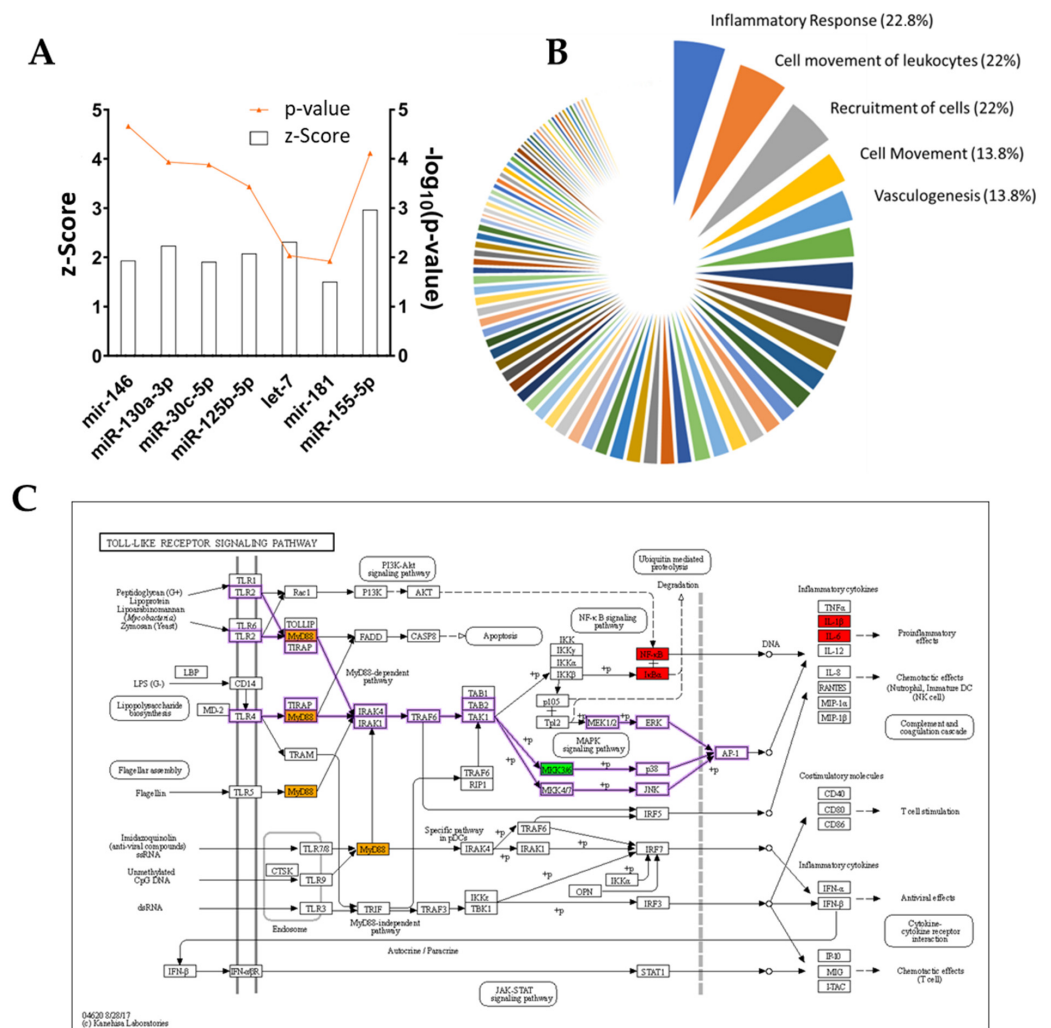 A
B
Inflammatory Response (22.8%)
Cell movement of leukocytes (22%)
Recruitment of cells (22%)
Cell Movement (13.8%)
Vasculogenesis (13.8%)
p-value
z-Score
z-Score
-log10(p-value)
5
4
3
2
1
0
5
4
3
2
1
0
mir-146
miR-130a-3p
miR-30c-5p
miR-125b-5p
let-7
mir-181
miR-155-5p
C
TOLL-LIKE RECEPTOR SIGNALING PATHWAY
Peptidoglycan (G+)
Lipoprotein
Lipoarabinomannan
(Mycobacteria)
Zymosan (Yeast)
TLR1
TLR2
TLR6
TLR2
Rac1
PI3K-Akt
signaling pathway
P13K
AKT
TOLLIP
MyD88
TIRAP
FADD
CASP8
Apoptosis
MyD88-dependent
pathway
LBP
LPS (G-)
CD14
Lipopolysaccharide
biosynthesis
MD-2
TLR4
TIRAP
MyD88
IRAK4
IRAK1
TRAF6
TAB1
TAB2
TAK1
TRAM
Flagellar assembly
Flagellin
TLR5
MyD88
TRAF6
RIP1
Ubiquitin mediated
proteolysis
Degradation
NF-κB signaling
pathway
IKK
IKKγ
IKKα
IKKβ
+p
NF-κB
IκBα
p105
+p
Tpl2
+p
MEK1/2
+p
ERK
MAPK
signaling pathway
+p
MKK3/6
+p
p38
+p
MKK4/7
+p
JNK
+p
AP-1
DNA
IRF5
Imidazoquinolin
(anti-viral compounds)
ssRNA
Unmethylated
CpG DNA
dsRNA
TLR7/8
CTSK
TLR9
TLR3
Endosome
MyD88
Specific pathway
in pDCs
IRAK4
TRAF6
+p
IRAK1
+p
IRF7
+p
IKKα
OPN
TRIF
TRAF3
IKKε
TBK1
+p
IRF3
MyD88-independent
pathway
Autocrine / Paracrine
IFN-β
IFN-αβR
STAT1
JAK-STAT
signaling pathway
Inflammatory cytokines
TNFα
IL-1β
IL-6
IL-12
Proinflammatory
effects
IL-8
RANTES
MIP-1α
MIP-1β
Chemotactic effects
(Nutrophil, Immature DC
(NK cell)
Complement and
coagulation cascade
Costimulatory molecules
CD40
CD80
CD86
T cell stimulation
Inflammatory cytokines
IFN-α
IFN-β
Antiviral effects
Cytokine-
cytokine receptor
interaction
IP-10
MIG
I-TAC
Chemotactic effects
(T cell)
04620 8/28/17
(c) Kanehisa Laboratories